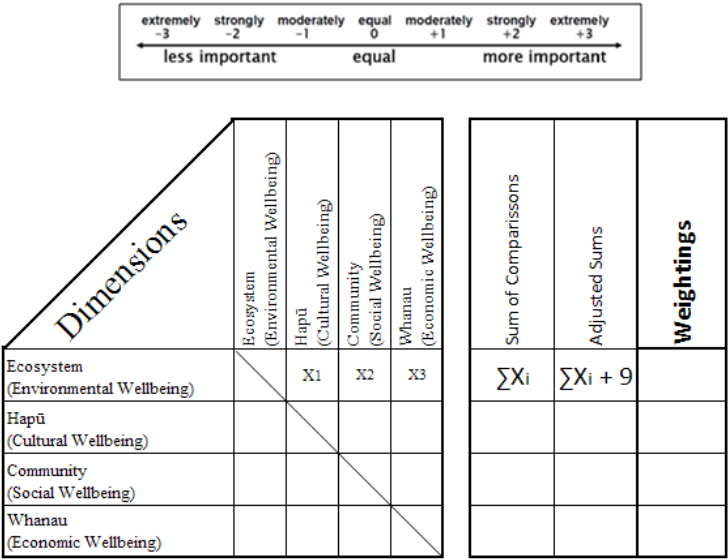 extremely strongly moderately equal moderately strongly extremely
−3 −2 −1 0 +1 +2 +3
less important equal more important
Dimensions
Ecosystem
(Environmental Wellbeing)
Hapū
(Cultural Wellbeing)
Community
(Social Wellbeing)
Whanau
(Economic Wellbeing)
Sum of Comparissons
Adjusted Sums
Weightings
Ecosystem
(Environmental Wellbeing)
X1 X2 X3 ∑Xi ∑Xi + 9
Hapū
(Cultural Wellbeing)
Community
(Social Wellbeing)
Whanau
(Economic Wellbeing)